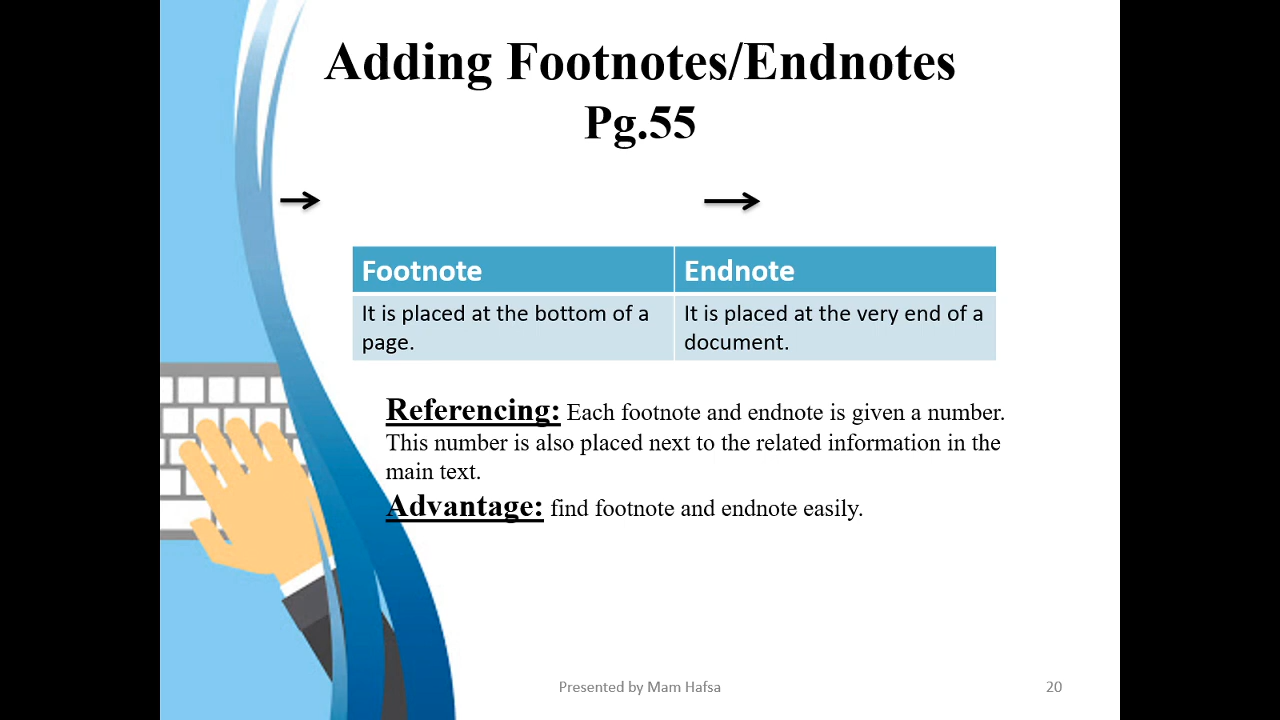 Adding Footnotes/Endnotes
Pg.55
Footnote Endnote
It is placed at the bottom of a
page.
It is placed at the very end of a
document.
Referencing: Each footnote and endnote is given a number.
This number is also placed next to the related information in the
main text.
Advantage: find footnote and endnote easily.
Presented by Mam Hafsa
20